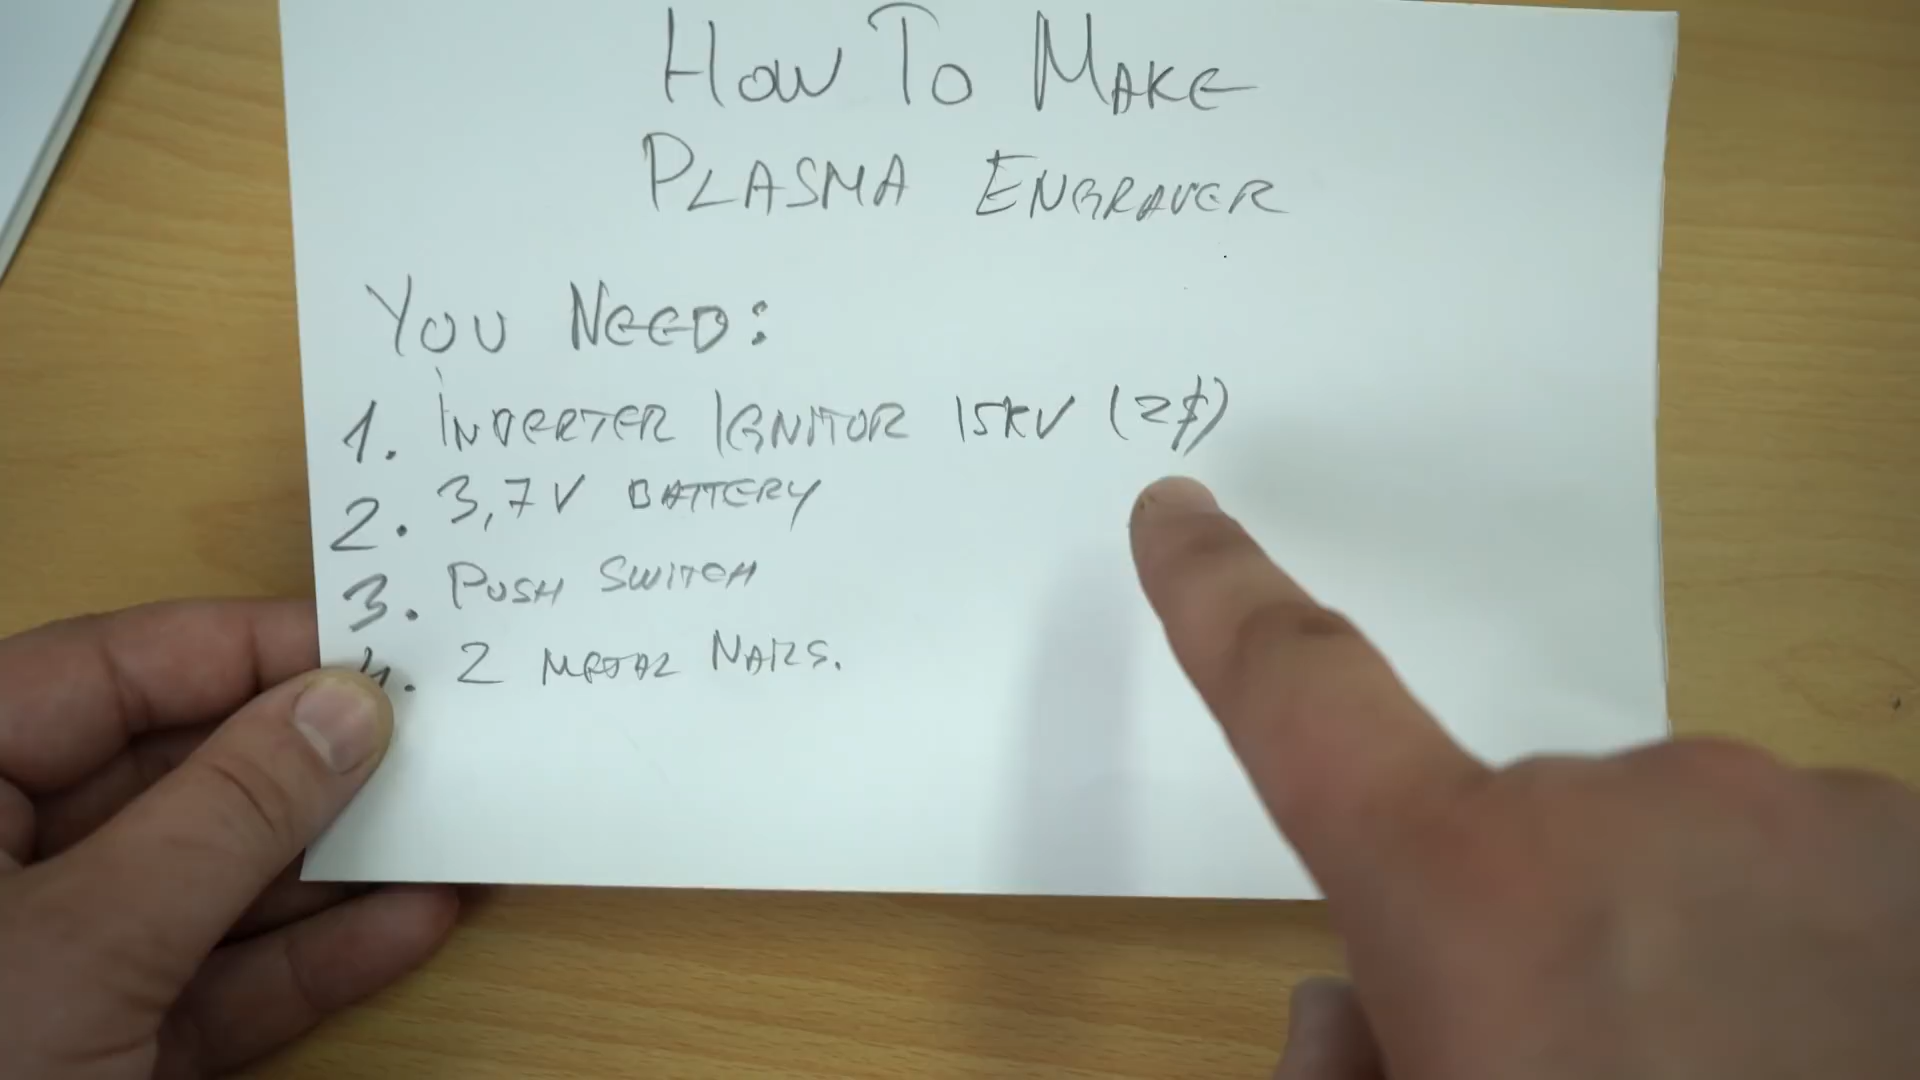 How To Make
Plasma Engraver
You Need:
1. Inverter Ignitor 15kV (2$)
2. 3,7V Battery
3. Push Switch
4. 2 Metal Nails.